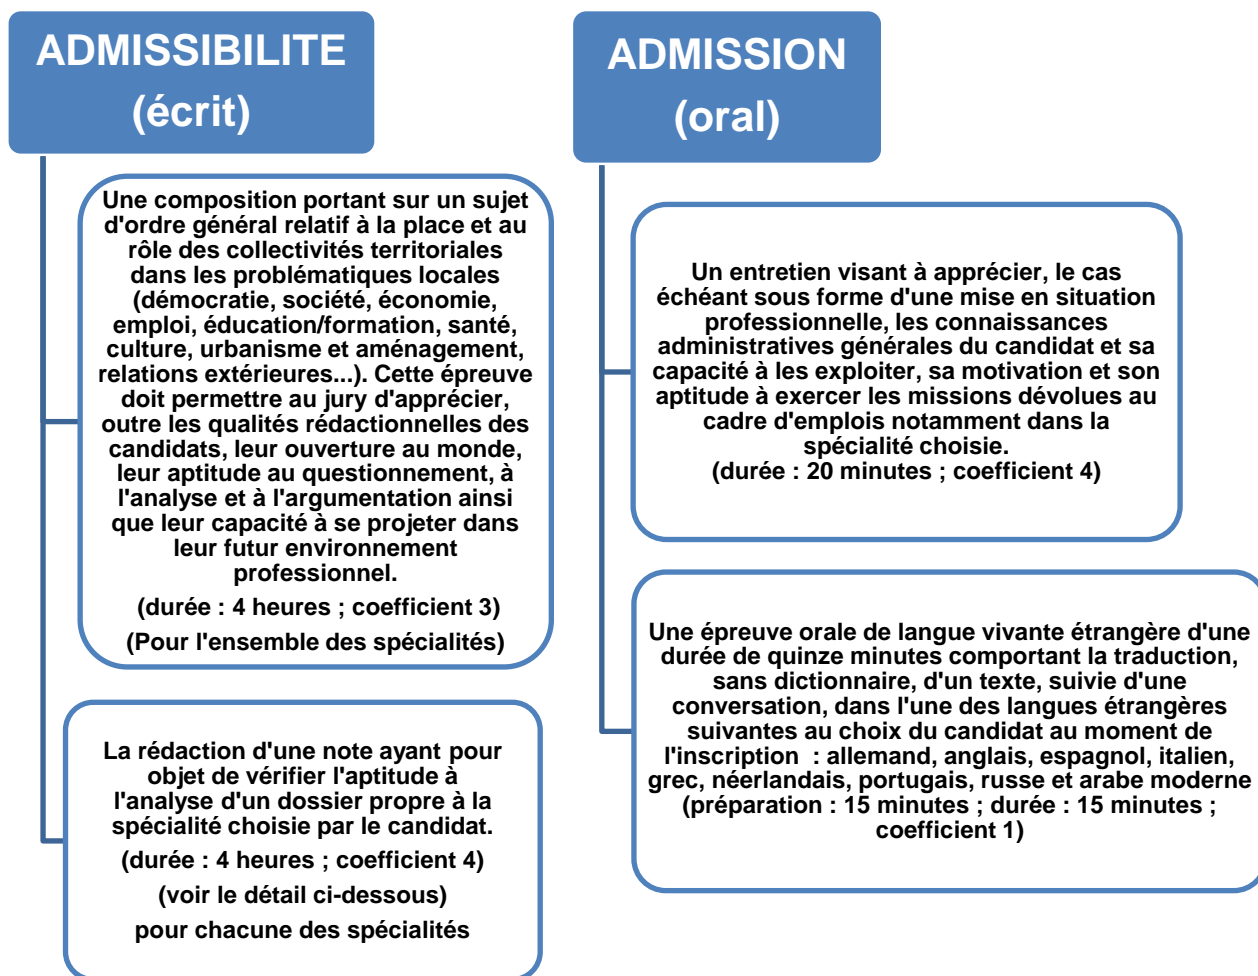 ADMISSIBILITE
(écrit)
Une composition portant sur un sujet
d'ordre général relatif à la place et au
rôle des collectivités territoriales
dans les problématiques locales
(démocratie, société, économie,
emploi, éducation/formation, santé,
culture, urbanisme et aménagement,
relations extérieures...). Cette épreuve
doit permettre au jury d'apprécier,
outre les qualités rédactionnelles des
candidats, leur ouverture au monde,
leur aptitude au questionnement, à
l'analyse et à l'argumentation ainsi
que leur capacité à se projeter dans
leur futur environnement
professionnel.
(durée : 4 heures ; coefficient 3)
(Pour l'ensemble des spécialités)
La rédaction d'une note ayant pour
objet de vérifier l'aptitude à
l'analyse d'un dossier propre à la
spécialité choisie par le candidat.
(durée : 4 heures ; coefficient 4)
(voir le détail ci-dessous)
pour chacune des spécialités
ADMISSION
(oral)
Un entretien visant à apprécier, le cas
échéant sous forme d'une mise en situation
professionnelle, les connaissances
administratives générales du candidat et sa
capacité à les exploiter, sa motivation et son
aptitude à exercer les missions dévolues au
cadre d'emplois notamment dans la
spécialité choisie.
(durée : 20 minutes ; coefficient 4)
Une épreuve orale de langue vivante étrangère d'une
durée de quinze minutes comportant la traduction,
sans dictionnaire, d'un texte, suivie d'une
conversation, dans l'une des langues étrangères
suivantes au choix du candidat au moment de
l'inscription : allemand, anglais, espagnol, italien,
grec, néerlandais, portugais, russe et arabe moderne
(préparation : 15 minutes ; durée : 15 minutes ;
coefficient 1)